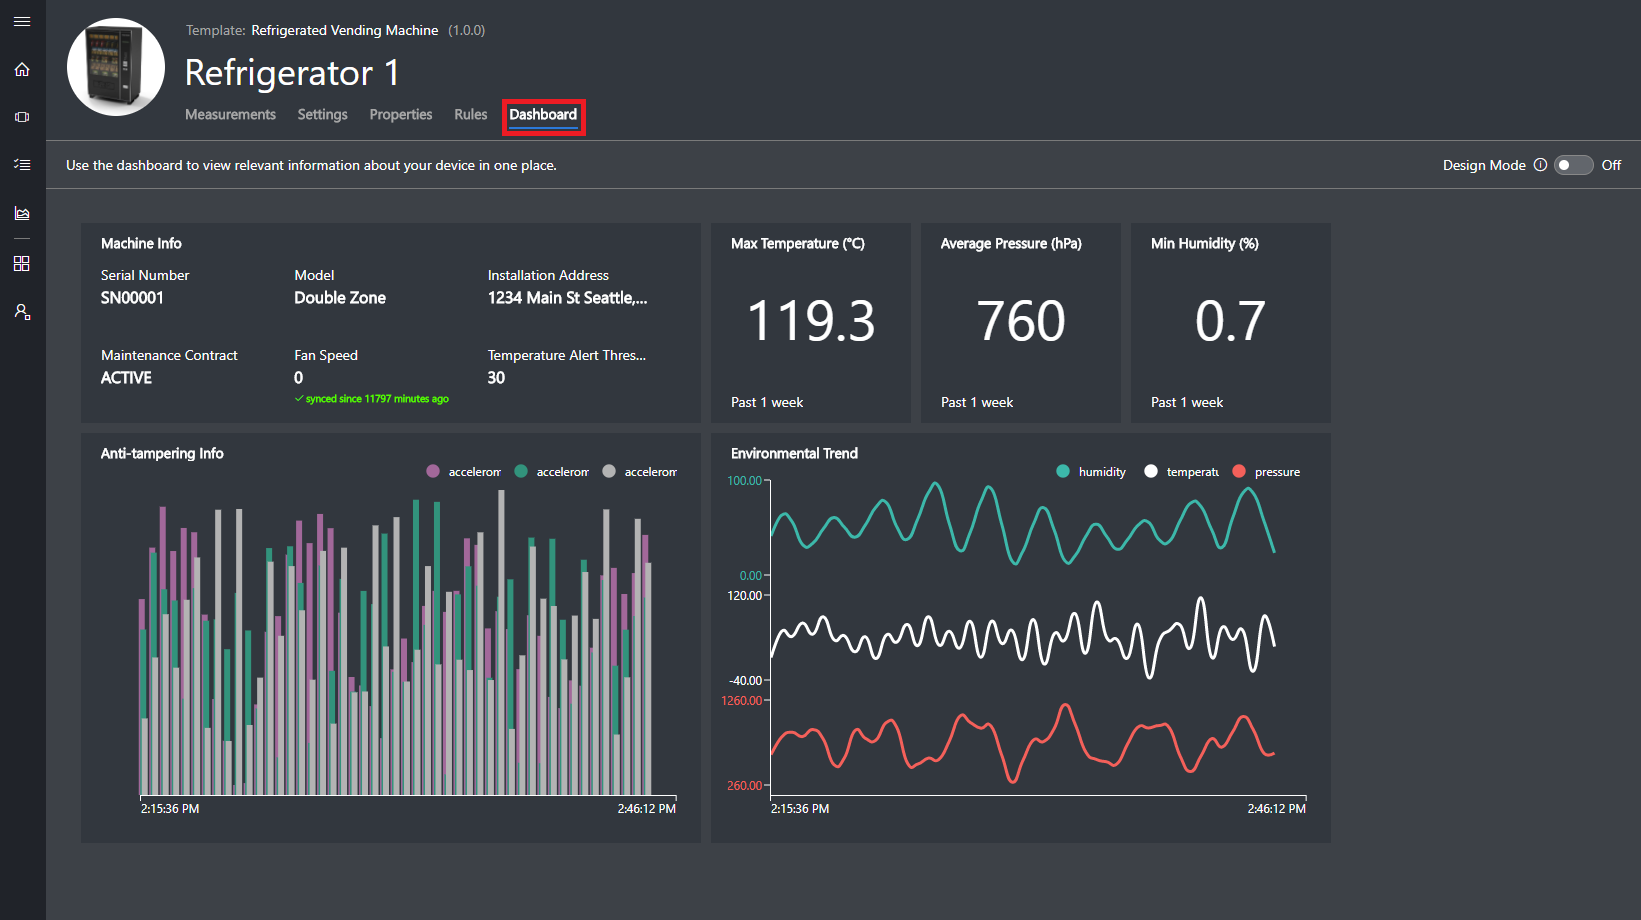 Template: Refrigerated Vending Machine (1.0.0)
Refrigerator 1
Measurements Settings Properties Rules Dashboard
Use the dashboard to view relevant information about your device in one place.
Design Mode Off
Machine Info
Serial Number
SN00001
Model
Double Zone
Installation Address
1234 Main St Seattle,...
Maintenance Contract
ACTIVE
Fan Speed
0
synced since 11797 minutes ago
Temperature Alert Thres...
30
Max Temperature (°C)
119.3
Past 1 week
Average Pressure (hPa)
760
Past 1 week
Min Humidity (%)
0.7
Past 1 week
Anti-tampering Info
accelerom accelerom accelerom
2:15:36 PM 2:46:12 PM
Environmental Trend
humidity temperatu pressure
100.00
0.00
120.00
-40.00
1260.00
260.00
2:15:36 PM 2:46:12 PM